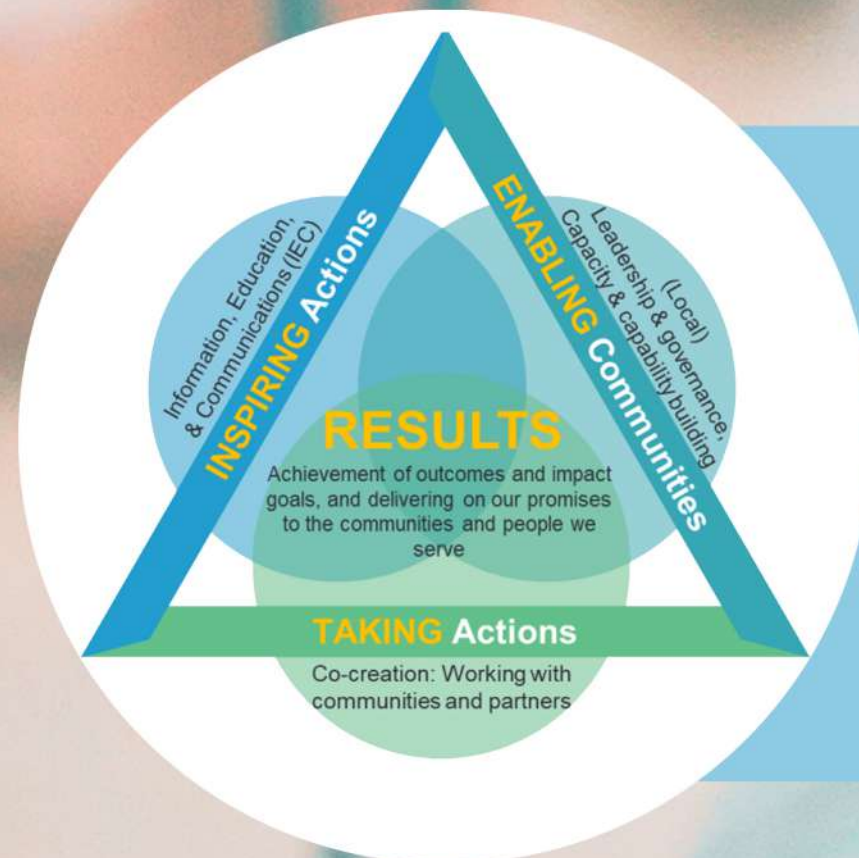 Information, Education,
& Communications (IEC)
INSPIRING Actions
ENABLING Communities
(Local)
Leadership & governance,
Capacity & capability building
RESULTS
Achievement of outcomes and impact
goals, and delivering on our promises
to the communities and people we
serve
TAKING Actions
Co-creation: Working with
communities and partners